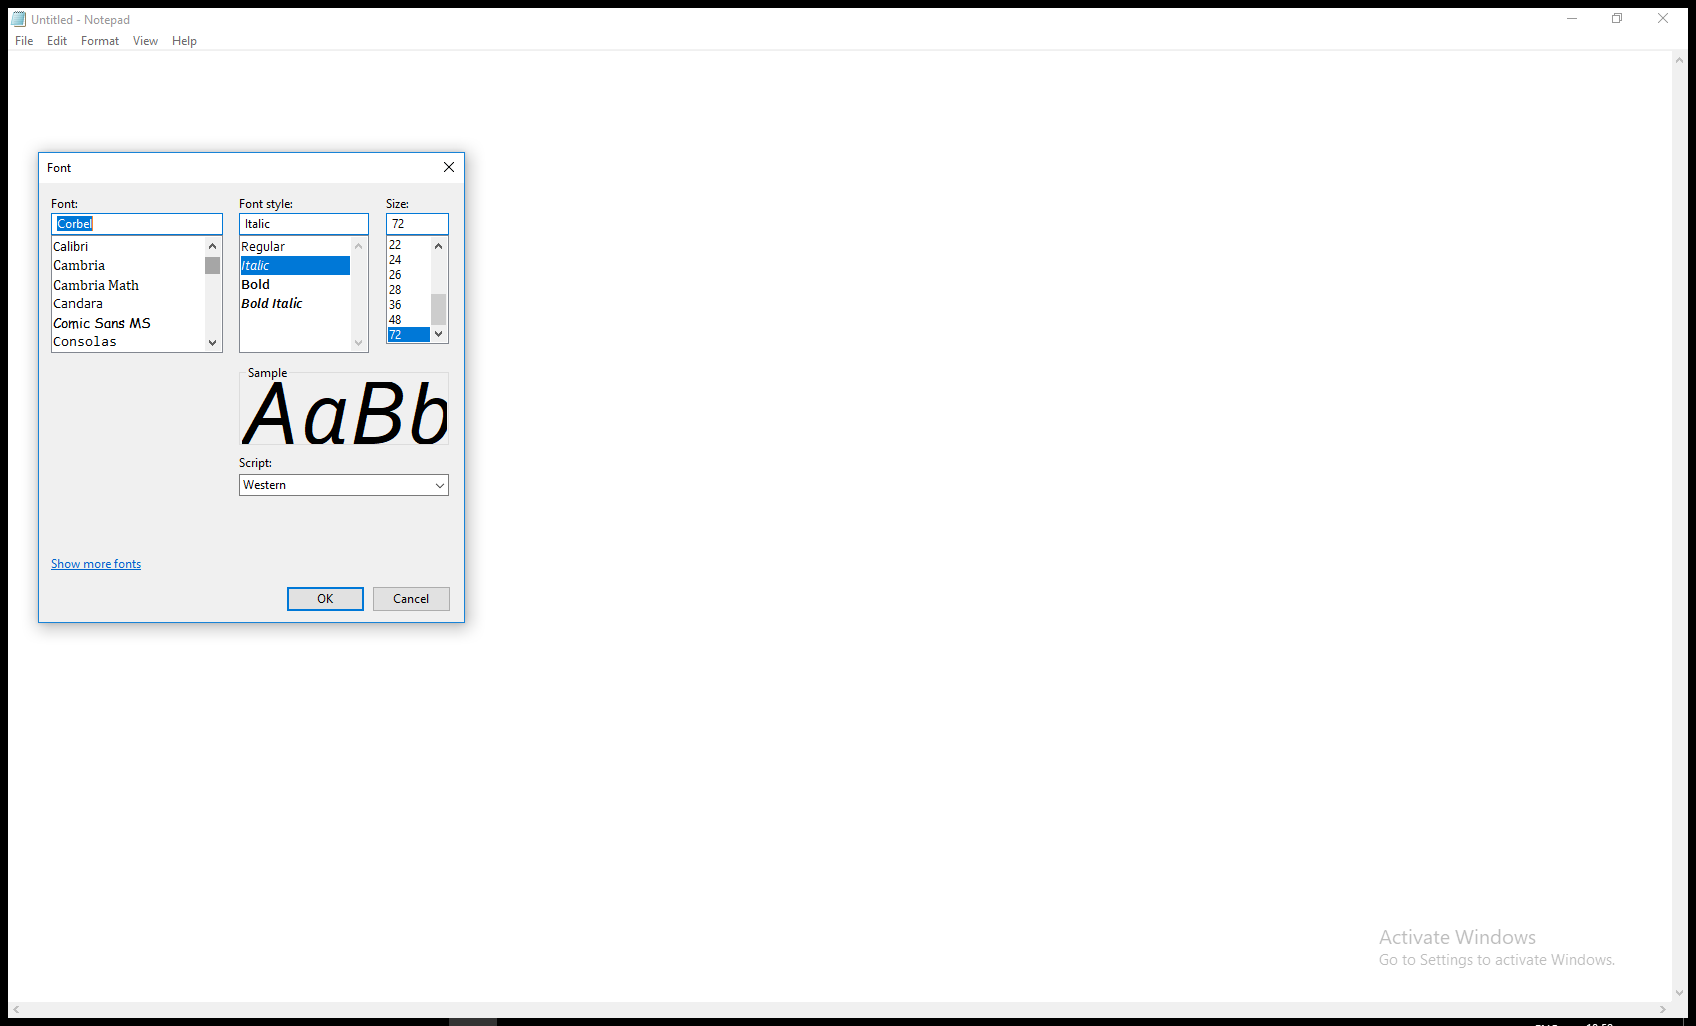 Untitled - Notepad
File Edit Format View Help
Font
Font: Font style: Size:
Corbel Italic 72
Calibri
Cambria
Cambria Math
Candara
Comic Sans MS
Consolas
Regular
Italic
Bold
Bold Italic
22
24
26
28
36
48
72
Sample
AaBb
Script:
Western
Show more fonts
OK Cancel
Activate Windows
Go to Settings to activate Windows.